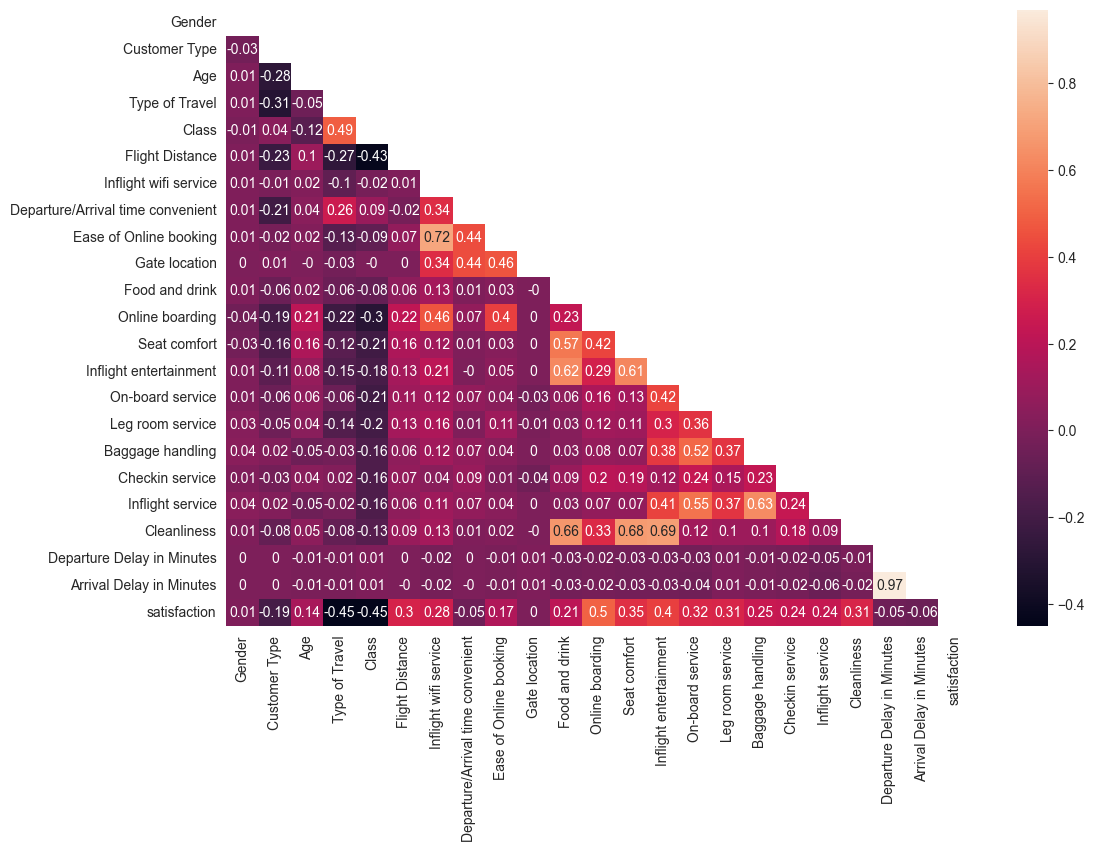 Gender
Customer Type -0.03
Age 0.01 -0.28
Type of Travel 0.01 -0.31 -0.05
Class -0.01 0.04 -0.12 0.49
Flight Distance 0.01 -0.23 0.1 -0.27 -0.43
Inflight wifi service 0.01 -0.01 0.02 -0.1 -0.02 0.01
Departure/Arrival time convenient 0.01 -0.21 0.04 0.26 0.09 -0.02 0.34
Ease of Online booking 0.01 -0.02 0.02 -0.13 -0.09 0.07 0.72 0.44
Gate location 0 0.01 -0 -0.03 -0 0 0.34 0.44 0.46
Food and drink 0.01 -0.06 0.02 -0.06 -0.08 0.06 0.13 0.01 0.03 -0
Online boarding -0.04 -0.19 0.21 -0.22 -0.3 0.22 0.46 0.07 0.4 0 0.23
Seat comfort -0.03 -0.16 0.16 -0.12 -0.21 0.16 0.12 0.01 0.03 0 0.57 0.42
Inflight entertainment 0.01 -0.11 0.08 -0.15 -0.18 0.13 0.21 -0 0.05 0 0.62 0.29 0.61
On-board service 0.01 -0.06 0.06 -0.06 -0.21 0.11 0.12 0.07 0.04 -0.03 0.06 0.16 0.13 0.42
Leg room service 0.03 -0.05 0.04 -0.14 -0.2 0.13 0.16 0.01 0.11 -0.01 0.03 0.12 0.11 0.3 0.36
Baggage handling 0.04 0.02 -0.05 -0.03 -0.16 0.06 0.12 0.07 0.04 0 0.03 0.08 0.07 0.38 0.52 0.37
Checkin service 0.01 -0.03 0.04 0.02 -0.16 0.07 0.04 0.09 0.01 -0.04 0.09 0.2 0.19 0.12 0.24 0.15 0.23
Inflight service 0.04 0.02 -0.05 -0.02 -0.16 0.06 0.11 0.07 0.04 0 0.03 0.07 0.07 0.41 0.55 0.37 0.63 0.24
Cleanliness 0.01 -0.08 0.05 -0.08 -0.13 0.09 0.13 0.01 0.02 -0 0.66 0.33 0.68 0.69 0.12 0.1 0.1 0.18 0.09
Departure Delay in Minutes 0 0 -0.01 -0.01 0.01 0 -0.02 0 -0.01 0.01 -0.03 -0.02 -0.03 -0.03 -0.03 0.01 -0.01 -0.02 -0.05 -0.01
Arrival Delay in Minutes 0 0 -0.01 -0.01 0.01 -0 -0.02 -0 -0.01 0.01 -0.03 -0.02 -0.03 -0.03 -0.04 0.01 -0.01 -0.02 -0.06 -0.02 0.97
satisfaction 0.01 -0.19 0.14 -0.45 -0.45 0.3 0.28 -0.05 0.17 0 0.21 0.5 0.35 0.4 0.32 0.31 0.25 0.24 0.24 0.31 -0.05 -0.06
Gender
Customer Type
Age
Type of Travel
Class
Flight Distance
Inflight wifi service
Departure/Arrival time convenient
Ease of Online booking
Gate location
Food and drink
Online boarding
Seat comfort
Inflight entertainment
On-board service
Leg room service
Baggage handling
Checkin service
Inflight service
Cleanliness
Departure Delay in Minutes
Arrival Delay in Minutes
satisfaction
0.8
0.6
0.4
0.2
0.0
−0.2
−0.4